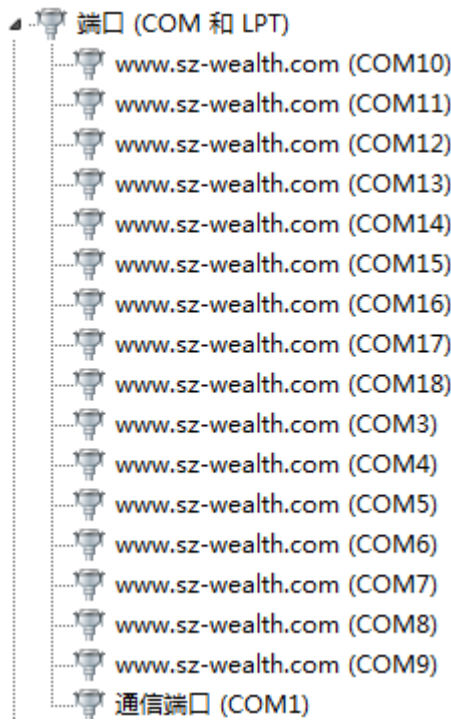 端口 (COM 和 LPT)
www.sz-wealth.com (COM10)
www.sz-wealth.com (COM11)
www.sz-wealth.com (COM12)
www.sz-wealth.com (COM13)
www.sz-wealth.com (COM14)
www.sz-wealth.com (COM15)
www.sz-wealth.com (COM16)
www.sz-wealth.com (COM17)
www.sz-wealth.com (COM18)
www.sz-wealth.com (COM3)
www.sz-wealth.com (COM4)
www.sz-wealth.com (COM5)
www.sz-wealth.com (COM6)
www.sz-wealth.com (COM7)
www.sz-wealth.com (COM8)
www.sz-wealth.com (COM9)
通信端口 (COM1)